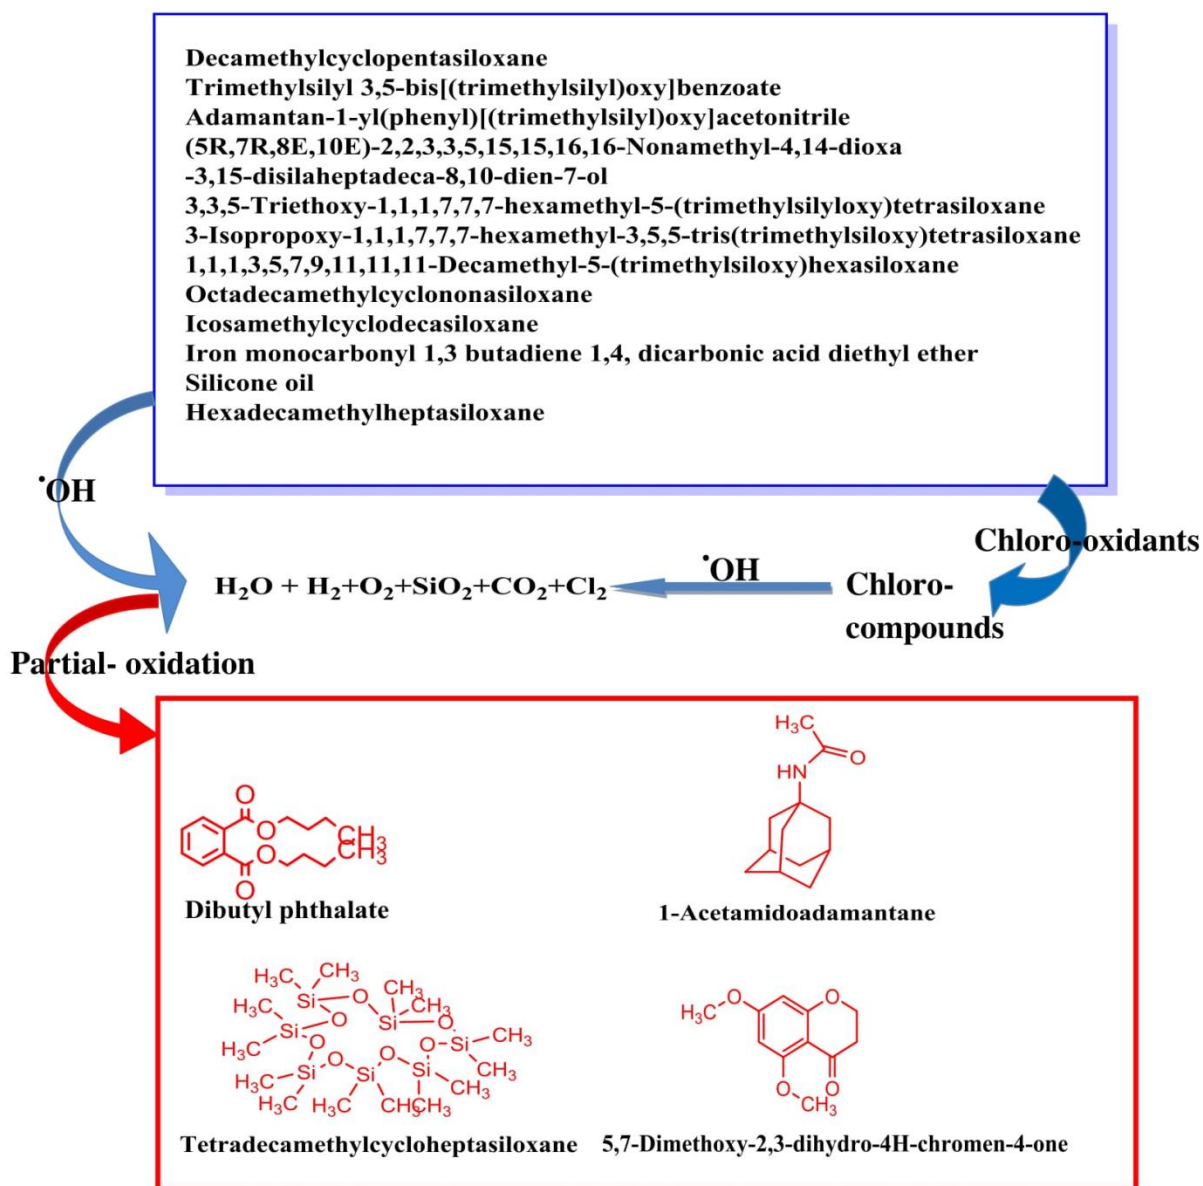 Decamethylcyclopentasiloxane
Trimethylsilyl 3,5-bis[(trimethylsilyl)oxy]benzoate
Adamantan-1-yl(phenyl)[(trimethylsilyl)oxy]acetonitrile
(5R,7R,8E,10E)-2,2,3,3,5,15,15,16,16-Nonamethyl-4,14-dioxa
-3,15-disilaheptadeca-8,10-dien-7-ol
3,3,5-Triethoxy-1,1,1,7,7,7-hexamethyl-5-(trimethylsilyloxy)tetrasiloxane
3-Isopropoxy-1,1,1,7,7,7-hexamethyl-3,5,5-tris(trimethylsiloxy)tetrasiloxane
1,1,1,3,5,7,9,11,11,11-Decamethyl-5-(trimethylsiloxy)hexasiloxane
Octadecamethylcyclononasiloxane
Icosamethylcyclodecasiloxane
Iron monocarbonyl 1,3 butadiene 1,4, dicarbonic acid diethyl ether
Silicone oil
Hexadecamethylheptasiloxane
·OH
Chloro-oxidants
H₂O + H₂+O₂+SiO₂+CO₂+Cl₂
·OH
Chloro-
compounds
Partial- oxidation
O
O
CH₃
O
CH₃
O
Dibutyl phthalate
H₃C
O
HN
1-Acetamidoadamantane
H₃C
CH₃
H₃C
Si
O
CH₃
CH₃
H₃C
O
Si
O
Si
O
CH₃
H₃C
O
O
Si
CH₃
H₃C
Si
O
Si
Si
CH₃
H₃C
H₃C
CH₃
CH₃
Tetradecamethylcycloheptasiloxane
O
O
H₃C
O
O
CH₃
5,7-Dimethoxy-2,3-dihydro-4H-chromen-4-one